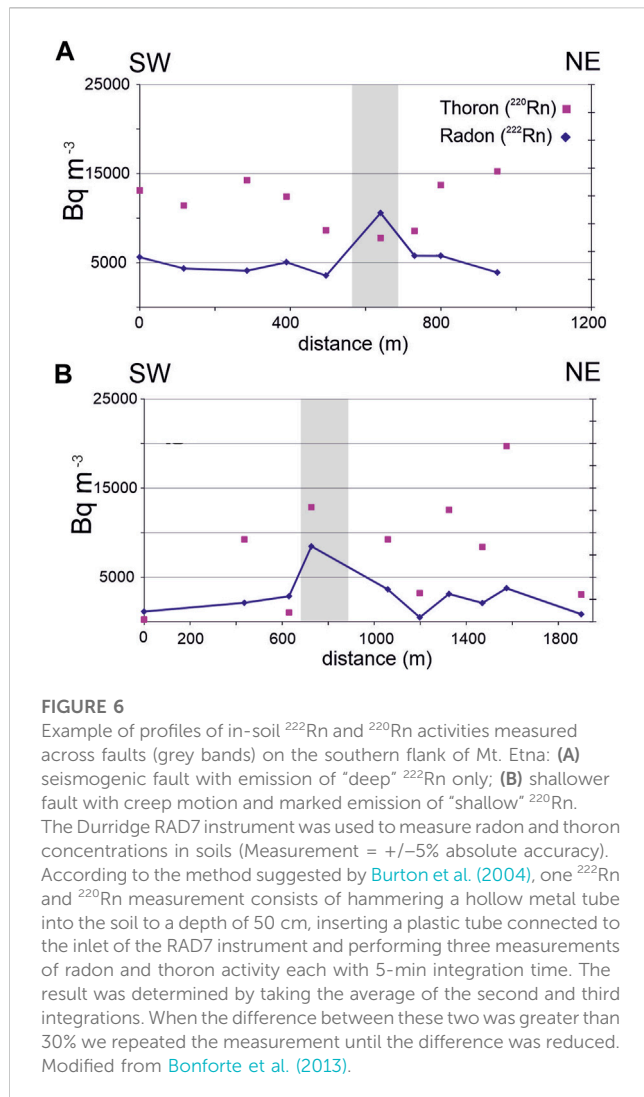 A
SW NE
25000
Thoron (²²⁰Rn)
Radon (²²²Rn)
15000
Bq m⁻³
5000
0 400 800 1200
distance (m)
B
SW NE
25000
15000
Bq m⁻³
5000
0 200 600 1000 1400 1800
distance (m)
FIGURE 6
Example of profiles of in-soil ²²²Rn and ²²⁰Rn activities measured
across faults (grey bands) on the southern flank of Mt. Etna: (A)
seismogenic fault with emission of “deep” ²²²Rn only; (B) shallower
fault with creep motion and marked emission of “shallow” ²²⁰Rn.
The Durridge RAD7 instrument was used to measure radon and thoron
concentrations in soils (Measurement = +/−5% absolute accuracy).
According to the method suggested by Burton et al. (2004), one ²²²Rn
and ²²⁰Rn measurement consists of hammering a hollow metal tube
into the soil to a depth of 50 cm, inserting a plastic tube connected to
the inlet of the RAD7 instrument and performing three measurements
of radon and thoron activity each with 5-min integration time. The
result was determined by taking the average of the second and third
integrations. When the difference between these two was greater than
30% we repeated the measurement until the difference was reduced.
Modified from Bonforte et al. (2013).